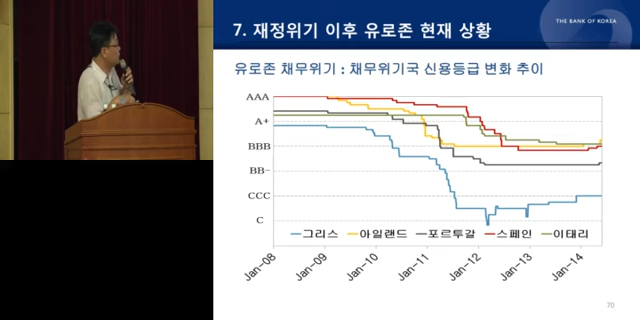 THE BANK OF KOREA
7. 재정위기 이후 유로존 현재 상황
유로존 채무위기 : 채무위기국 신용등급 변화 추이
AAA
A+
BBB
BB-
CCC
C
그리스 아일랜드 포르투갈 스페인 이태리
Jan-08 Jan-09 Jan-10 Jan-11 Jan-12 Jan-13 Jan-14
70